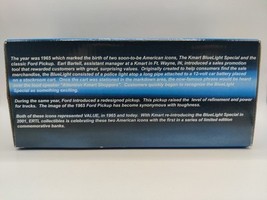 The year was 1965 which marked the birth of two soon-to-be American icons, The Kmart BlueLight Special and the
classic Ford Pickup. Earl Bartell, assistant manager at a Kmart in Ft. Wayne, IN, introduced a sales promotion
tool that rewarded customers with great, surprising values. Originally created to help consumers find the sale
merchandise, the BlueLight consisted of a police light atop a long pipe attached to a 12-volt car battery placed
on a stockroom cart. Once the cart was stationed in the markdown area, the now-famous phrase would be heard
over the loud speaker "Attention Kmart Shoppers". Customers quickly began to recognize the BlueLight
Special as something exciting.
During the same year, Ford introduced a redesigned pickup. This pickup raised the level of refinement and power
for trucks. The image of the 1965 Ford Pickup became synonymous with toughness.
Both of these icons represented VALUE, in 1965 and today. With Kmart re-introducing the BlueLight Special in
2001, ERTL collectibles is celebrating these two American icons with the first in a series of limited edition
commemorative banks.